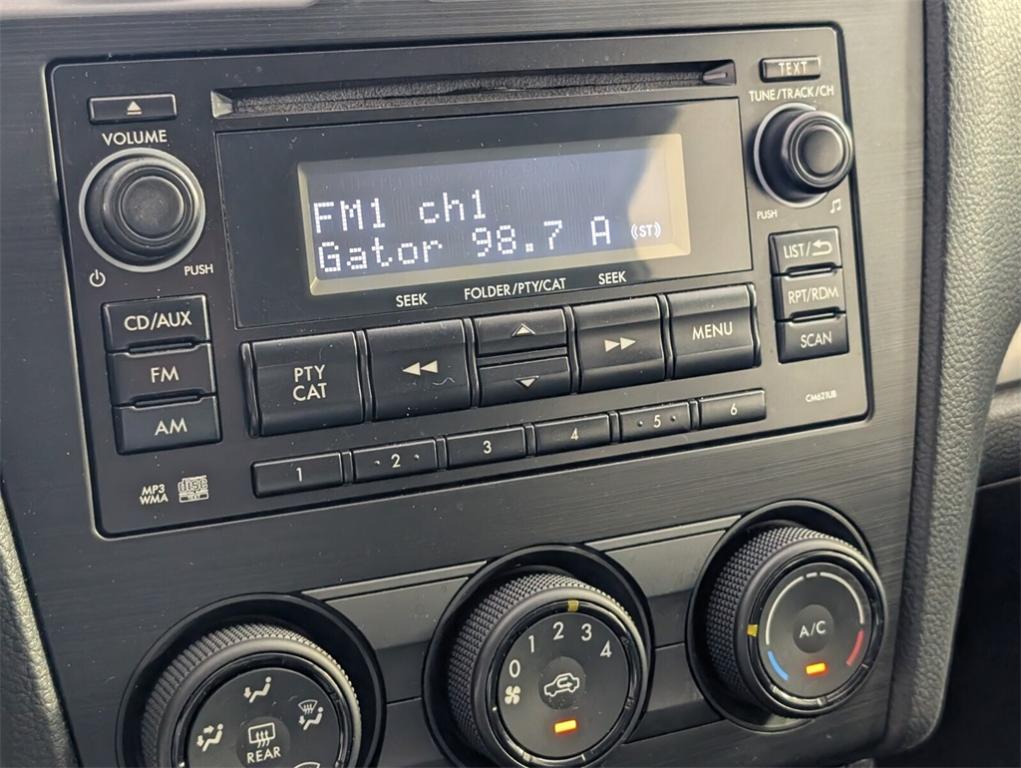 TEXT
TUNE/TRACK/CH
VOLUME
PUSH
FM1 ch1
Gator 98.7 A ((ST))
PUSH
SEEK FOLDER/PTY/CAT SEEK
CD/AUX
FM
AM
PTY
CAT
MENU
LIST/
RPT/RDM
SCAN
CM621UB
1 · 2 · 3 4 · 5 · 6
MP3
WMA
disc
0 1 2 3 4
A/C
REAR